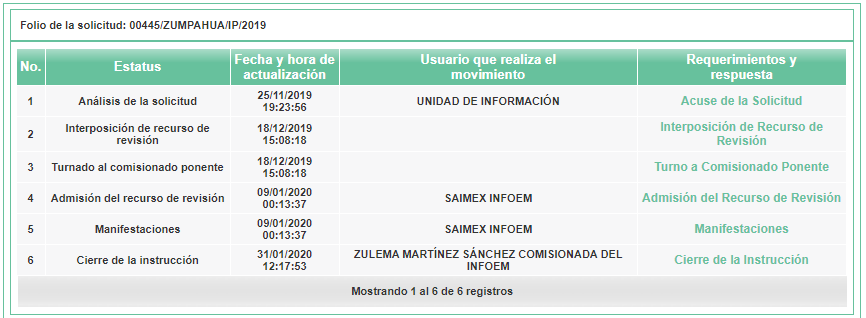 Folio de la solicitud: 00445/ZUMPAHUA/IP/2019
No. Estatus Fecha y hora de actualización Usuario que realiza el movimiento Requerimientos y respuesta
1 Análisis de la solicitud 25/11/2019 19:23:56 UNIDAD DE INFORMACIÓN Acuse de la Solicitud
2 Interposición de recurso de revisión 18/12/2019 15:08:18 Interposición de Recurso de Revisión
3 Turnado al comisionado ponente 18/12/2019 15:08:18 Turno a Comisionado Ponente
4 Admisión del recurso de revisión 09/01/2020 00:13:37 SAIMEX INFOEM Admisión del Recurso de Revisión
5 Manifestaciones 09/01/2020 00:13:37 SAIMEX INFOEM Manifestaciones
6 Cierre de la instrucción 31/01/2020 12:17:53 ZULEMA MARTÍNEZ SÁNCHEZ COMISIONADA DEL INFOEM Cierre de la Instrucción
Mostrando 1 al 6 de 6 registros